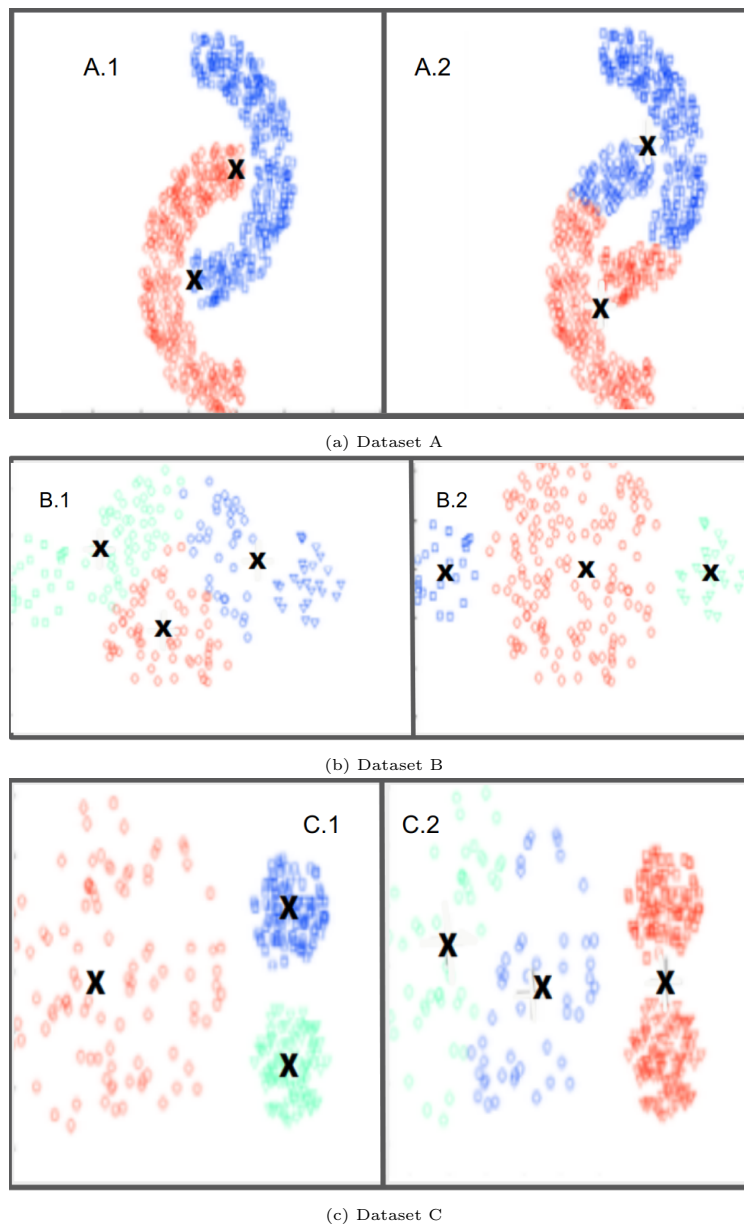 A.1 A.2
X X
X X
(a) Dataset A
B.1 B.2
X X X X X
X
(b) Dataset B
C.1 C.2
X
X X X X
X
(c) Dataset C